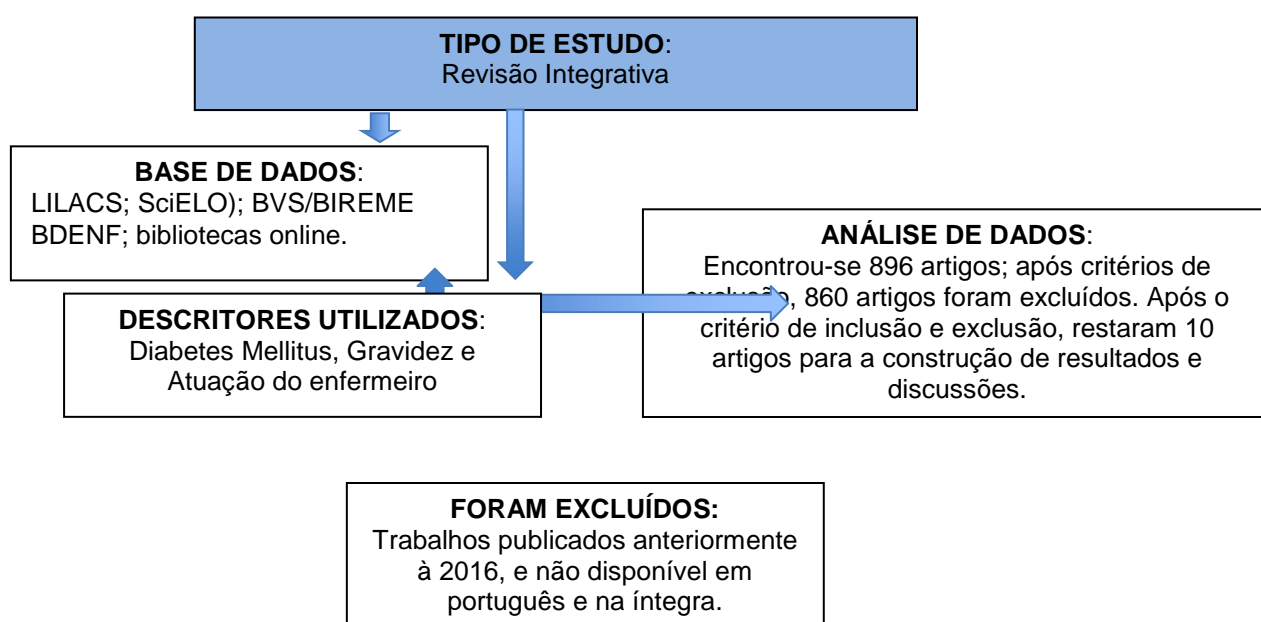 TIPO DE ESTUDO:
Revisão Integrativa
BASE DE DADOS:
LILACS; SciELO); BVS/BIREME
BDENF; bibliotecas online.
DESCRITORES UTILIZADOS:
Diabetes Mellitus, Gravidez e
Atuação do enfermeiro
ANÁLISE DE DADOS:
Encontrou-se 896 artigos; após critérios de
exclusão, 860 artigos foram excluídos. Após o
critério de inclusão e exclusão, restaram 10
artigos para a construção de resultados e
discussões.
FORAM EXCLUÍDOS:
Trabalhos publicados anteriormente
à 2016, e não disponível em
português e na íntegra.